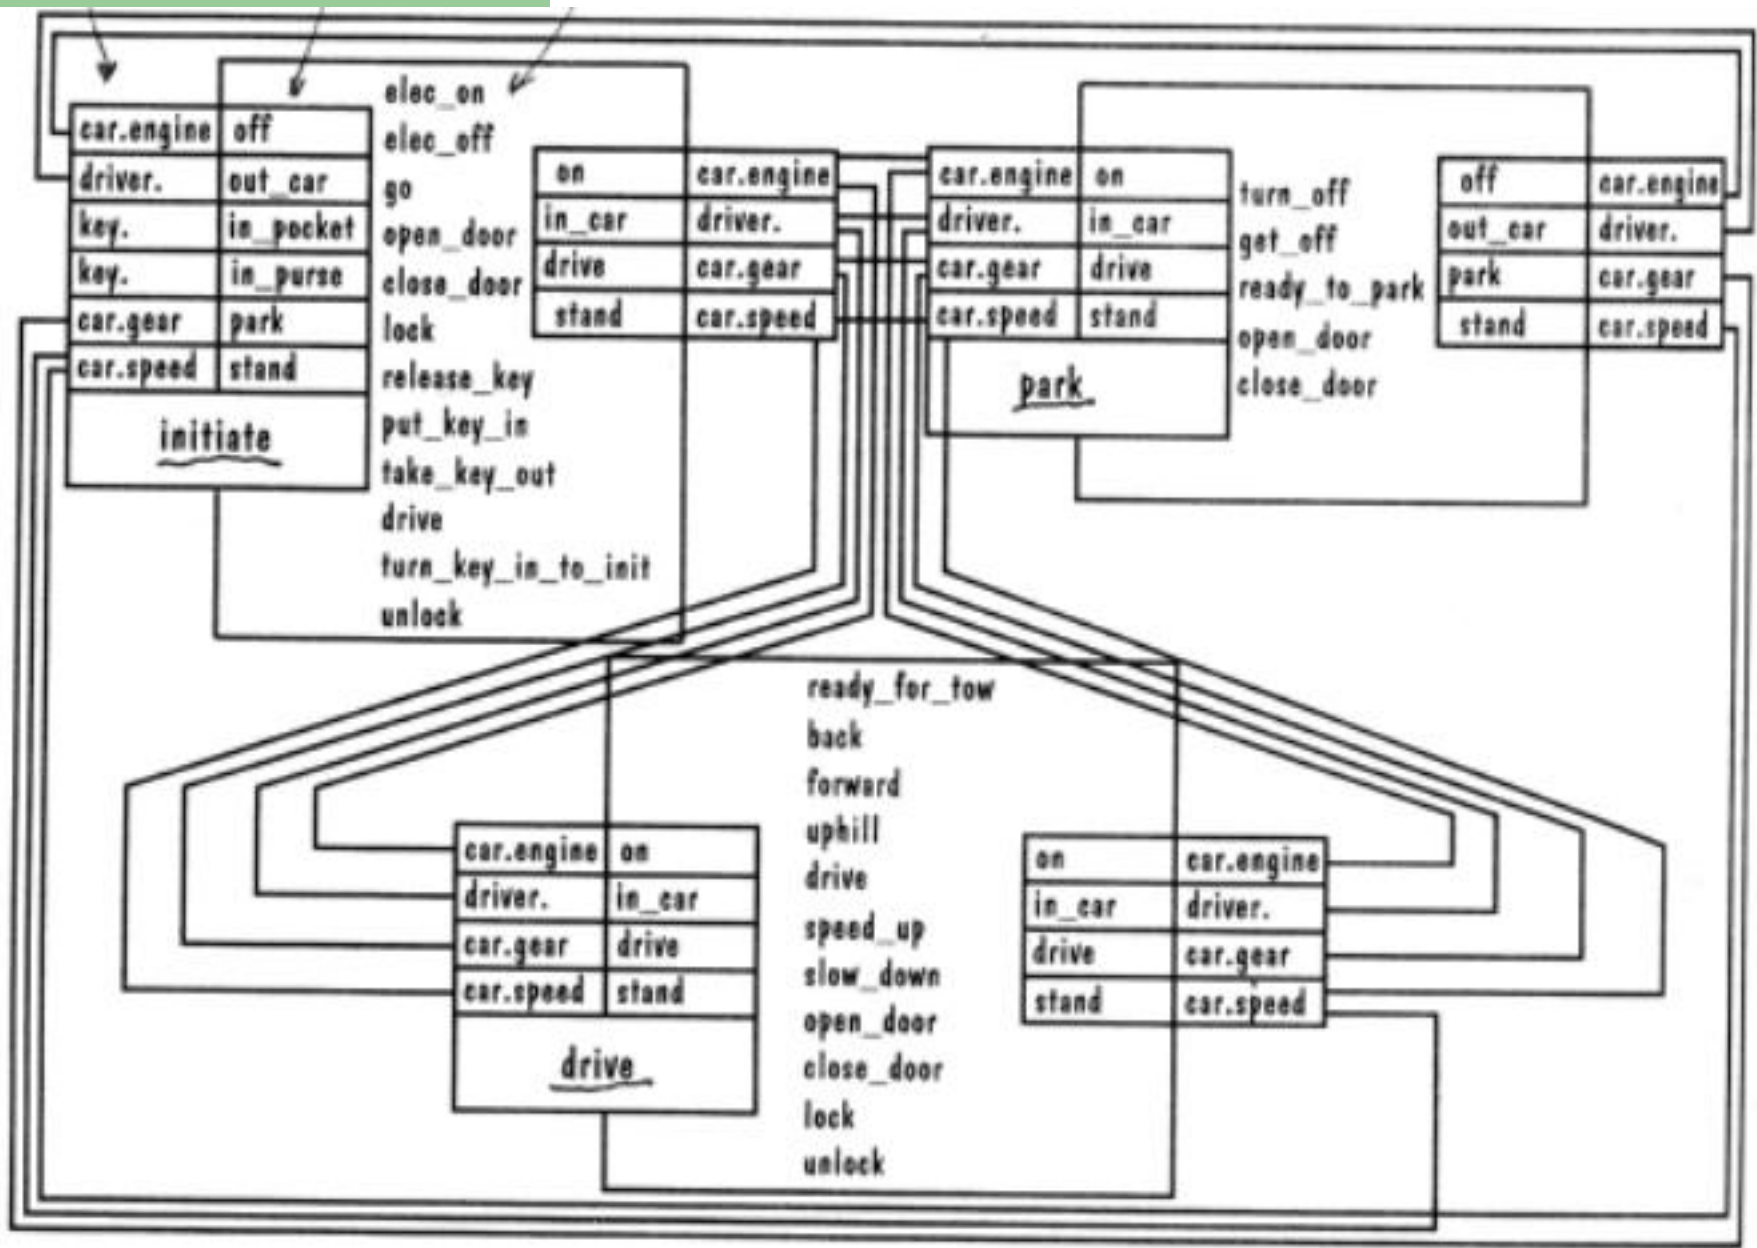 car.engine off
driver. out_car
key. in_pocket
key. in_purse
car.gear park
car.speed stand
initiate
elec_on
elec_off
go
open_door
close_door
lock
release_key
put_key_in
take_key_out
drive
turn_key_in_to_init
unlock
on car.engine
in_car driver.
drive car.gear
stand car.speed
car.engine on
driver. in_car
car.gear drive
car.speed stand
park
turn_off
get_off
ready_to_park
open_door
close_door
off car.engine
out_car driver.
park car.gear
stand car.speed
car.engine on
driver. in_car
car.gear drive
car.speed stand
drive
ready_for_tow
back
forward
uphill
drive
speed_up
slow_down
open_door
close_door
lock
unlock
on car.engine
in_car driver.
drive car.gear
stand car.speed